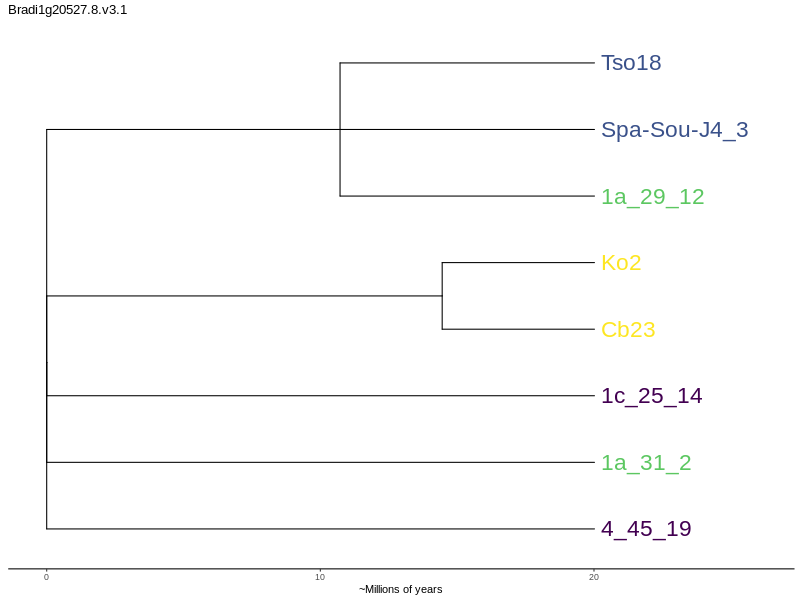 Bradi1g20527.8.v3.1
Tso18
Spa-Sou-J4_3
1a_29_12
Ko2
Cb23
1c_25_14
1a_31_2
4_45_19
0 10 20
~Millions of years